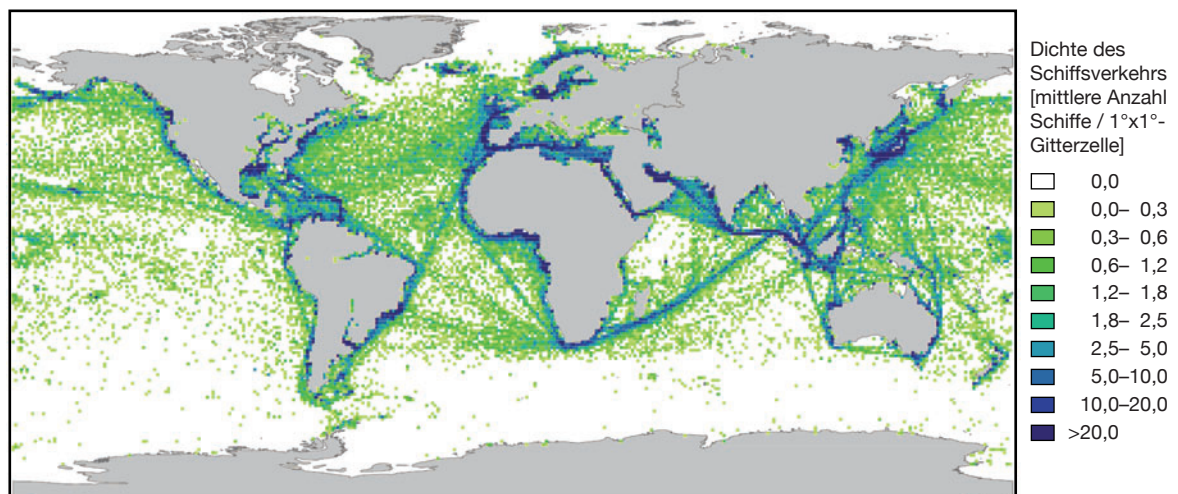 Dichte des
Schiffsverkehrs
[mittlere Anzahl
Schiffe / 1°x1°-
Gitterzelle]
0,0
0,0– 0,3
0,3– 0,6
0,6– 1,2
1,2– 1,8
1,8– 2,5
2,5– 5,0
5,0–10,0
10,0–20,0
>20,0